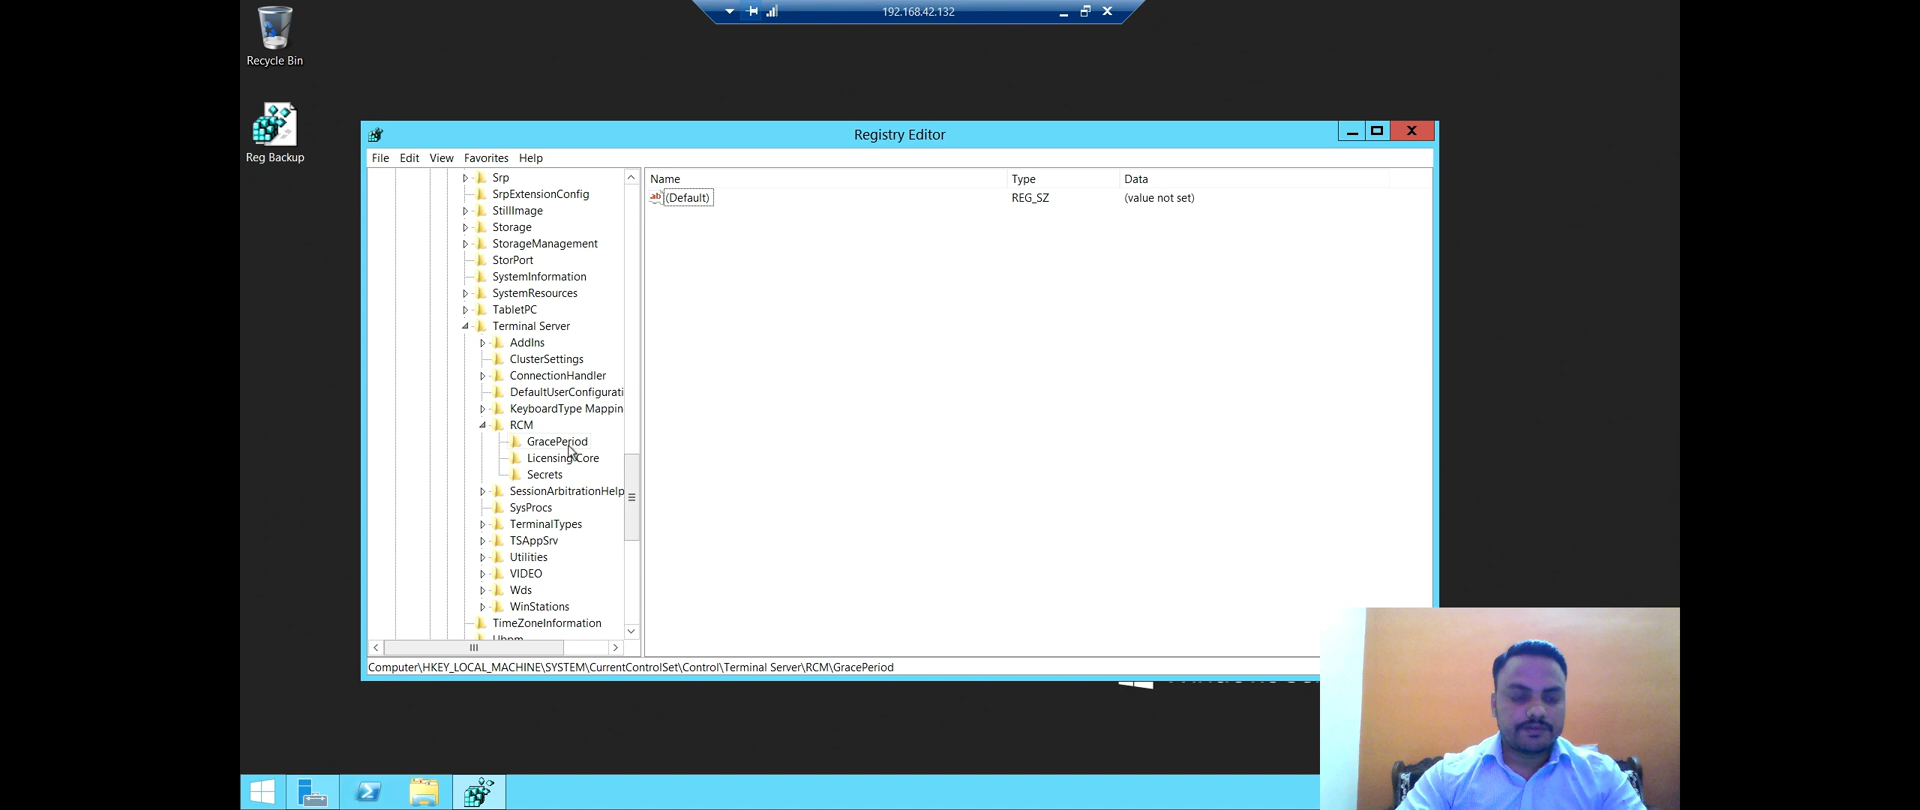 192.168.42.132
Recycle Bin
Reg Backup
Registry Editor
File Edit View Favorites Help
Name Type Data
(Default) REG_SZ (value not set)
Srp
SrpExtensionConfig
StillImage
Storage
StorageManagement
StorPort
SystemInformation
SystemResources
TabletPC
Terminal Server
AddIns
ClusterSettings
ConnectionHandler
DefaultUserConfigurati
KeyboardType Mappin
RCM
GracePeriod
Licensing Core
Secrets
SessionArbitrationHelp
SysProcs
TerminalTypes
TSAppSrv
Utilities
VIDEO
Wds
WinStations
TimeZoneInformation
Computer\HKEY_LOCAL_MACHINE\SYSTEM\CurrentControlSet\Control\Terminal Server\RCM\GracePeriod